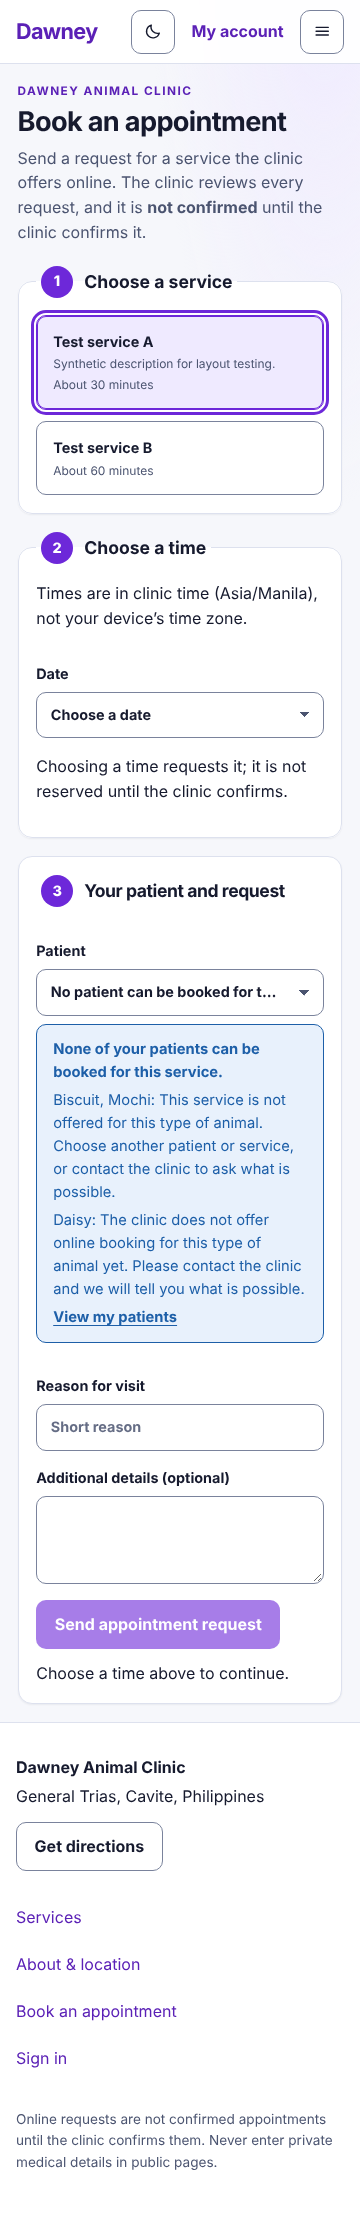 Dawney
My account
DAWNEY ANIMAL CLINIC
Book an appointment
Send a request for a service the clinic
offers online. The clinic reviews every
request, and it is not confirmed until the
clinic confirms it.
1 Choose a service
Test service A
Synthetic description for layout testing.
About 30 minutes
Test service B
About 60 minutes
2 Choose a time
Times are in clinic time (Asia/Manila),
not your device’s time zone.
Date
Choose a date
Choosing a time requests it; it is not
reserved until the clinic confirms.
3 Your patient and request
Patient
No patient can be booked for t...
None of your patients can be
booked for this service.
Biscuit, Mochi: This service is not
offered for this type of animal.
Choose another patient or service,
or contact the clinic to ask what is
possible.
Daisy: The clinic does not offer
online booking for this type of
animal yet. Please contact the clinic
and we will tell you what is possible.
View my patients
Reason for visit
Short reason
Additional details (optional)
Send appointment request
Choose a time above to continue.
Dawney Animal Clinic
General Trias, Cavite, Philippines
Get directions
Services
About & location
Book an appointment
Sign in
Online requests are not confirmed appointments
until the clinic confirms them. Never enter private
medical details in public pages.